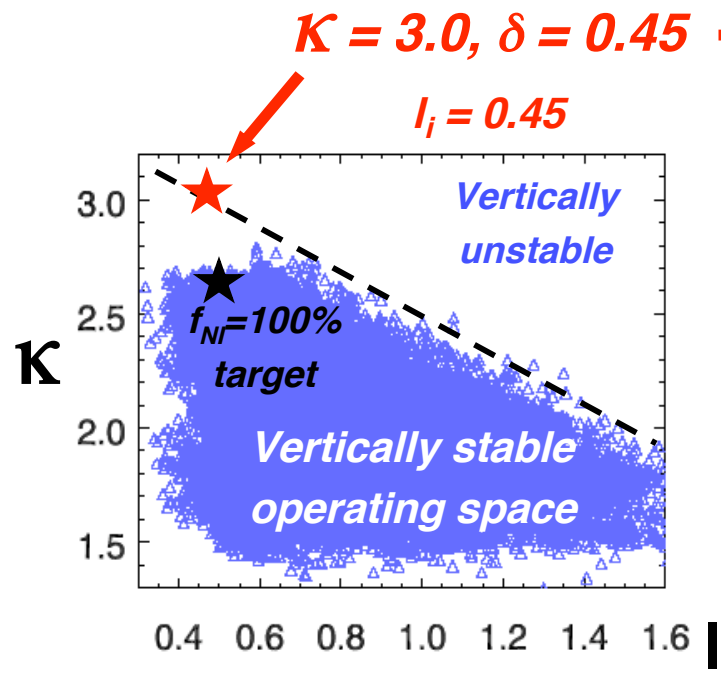 κ = 3.0, δ = 0.45
lᵢ = 0.45
3.0
2.5
2.0
1.5
κ
Vertically
unstable
f_NI=100%
target
Vertically stable
operating space
0.4 0.6 0.8 1.0 1.2 1.4 1.6